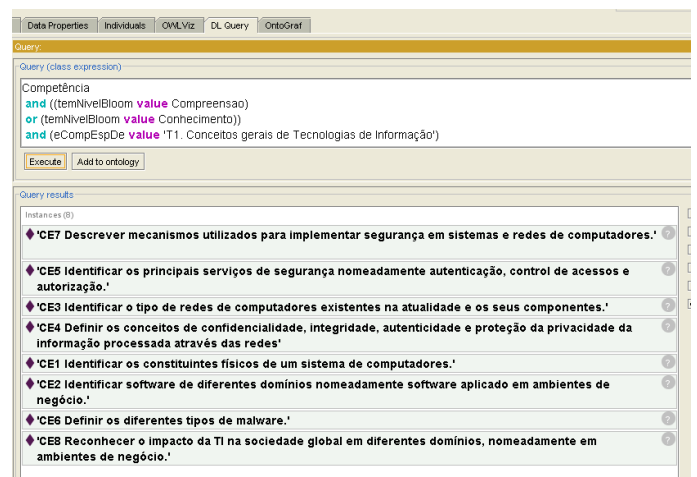 Data Properties Individuals OWLViz DL Query OntoGraf
Query:
Query (class expression)
Competência
and ((temNivelBloom value Compreensao)
or (temNivelBloom value Conhecimento))
and (eCompEspDe value 'T1. Conceitos gerais de Tecnologias de Informação')
Execute Add to ontology
Query results
Instances (8)
'CE7 Descrever mecanismos utilizados para implementar segurança em sistemas e redes de computadores.' ?
'CE5 Identificar os principais serviços de segurança nomeadamente autenticação, control de acessos e ?
autorização.'
'CE3 Identificar o tipo de redes de computadores existentes na atualidade e os seus componentes.' ?
'CE4 Definir os conceitos de confidencialidade, integridade, autenticidade e proteção da privacidade da ?
informação processada através das redes'
'CE1 Identificar os constituintes físicos de um sistema de computadores.' ?
'CE2 Identificar software de diferentes domínios nomeadamente software aplicado em ambientes de ?
negócio.'
'CE6 Definir os diferentes tipos de malware.' ?
'CE8 Reconhecer o impacto da TI na sociedade global em diferentes domínios, nomeadamente em ?
ambientes de negócio.'